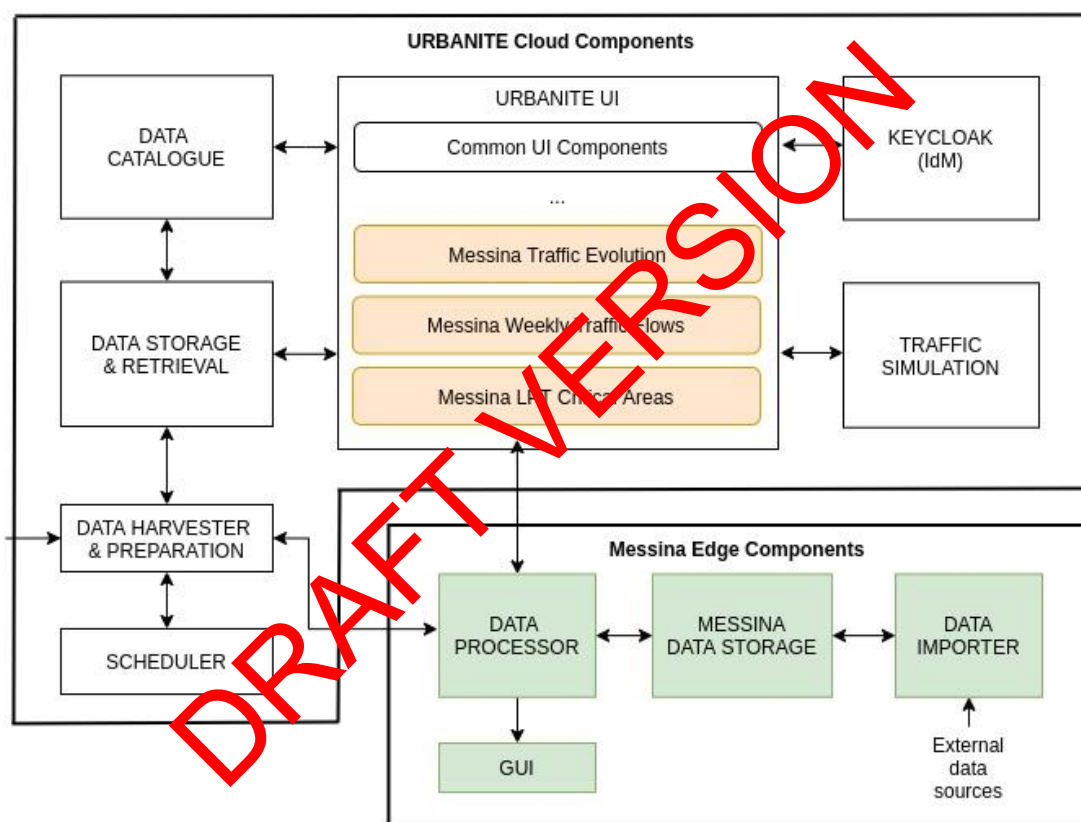 URBANITE Cloud Components
DATA
CATALOGUE
URBANITE UI
Common UI Components
...
Messina Traffic Evolution
Messina Weekly Traffic Flows
Messina LPT Critical Areas
KEYCLOAK
(IdM)
DATA STORAGE
& RETRIEVAL
TRAFFIC
SIMULATION
DATA HARVESTER
& PREPARATION
SCHEDULER
Messina Edge Components
DATA
PROCESSOR
MESSINA
DATA STORAGE
DATA
IMPORTER
GUI
External
data
sources
DRAFT VERSION